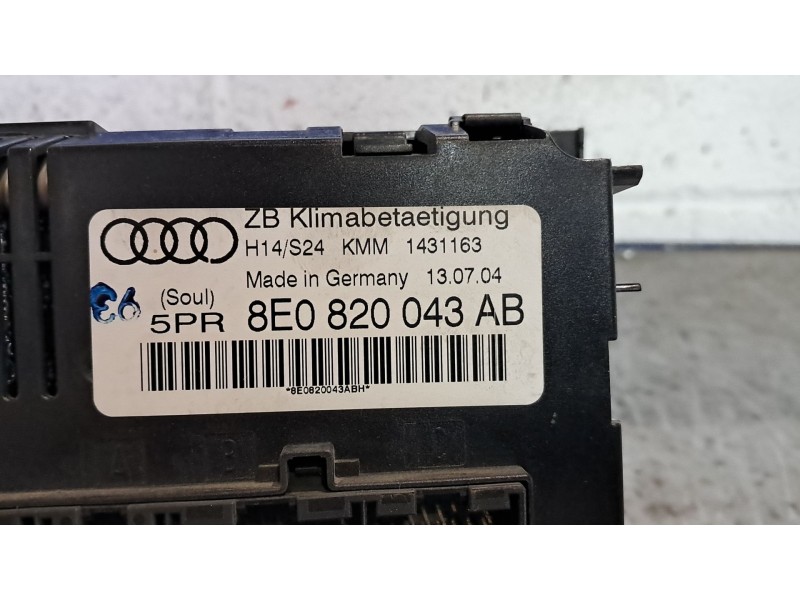 ZB Klimabetaetigung
H14/S24 KMM 1431163
Made in Germany 13.07.04
(Soul)
5PR 8E0 820 043 AB
*8E0820043ABH*
A B D